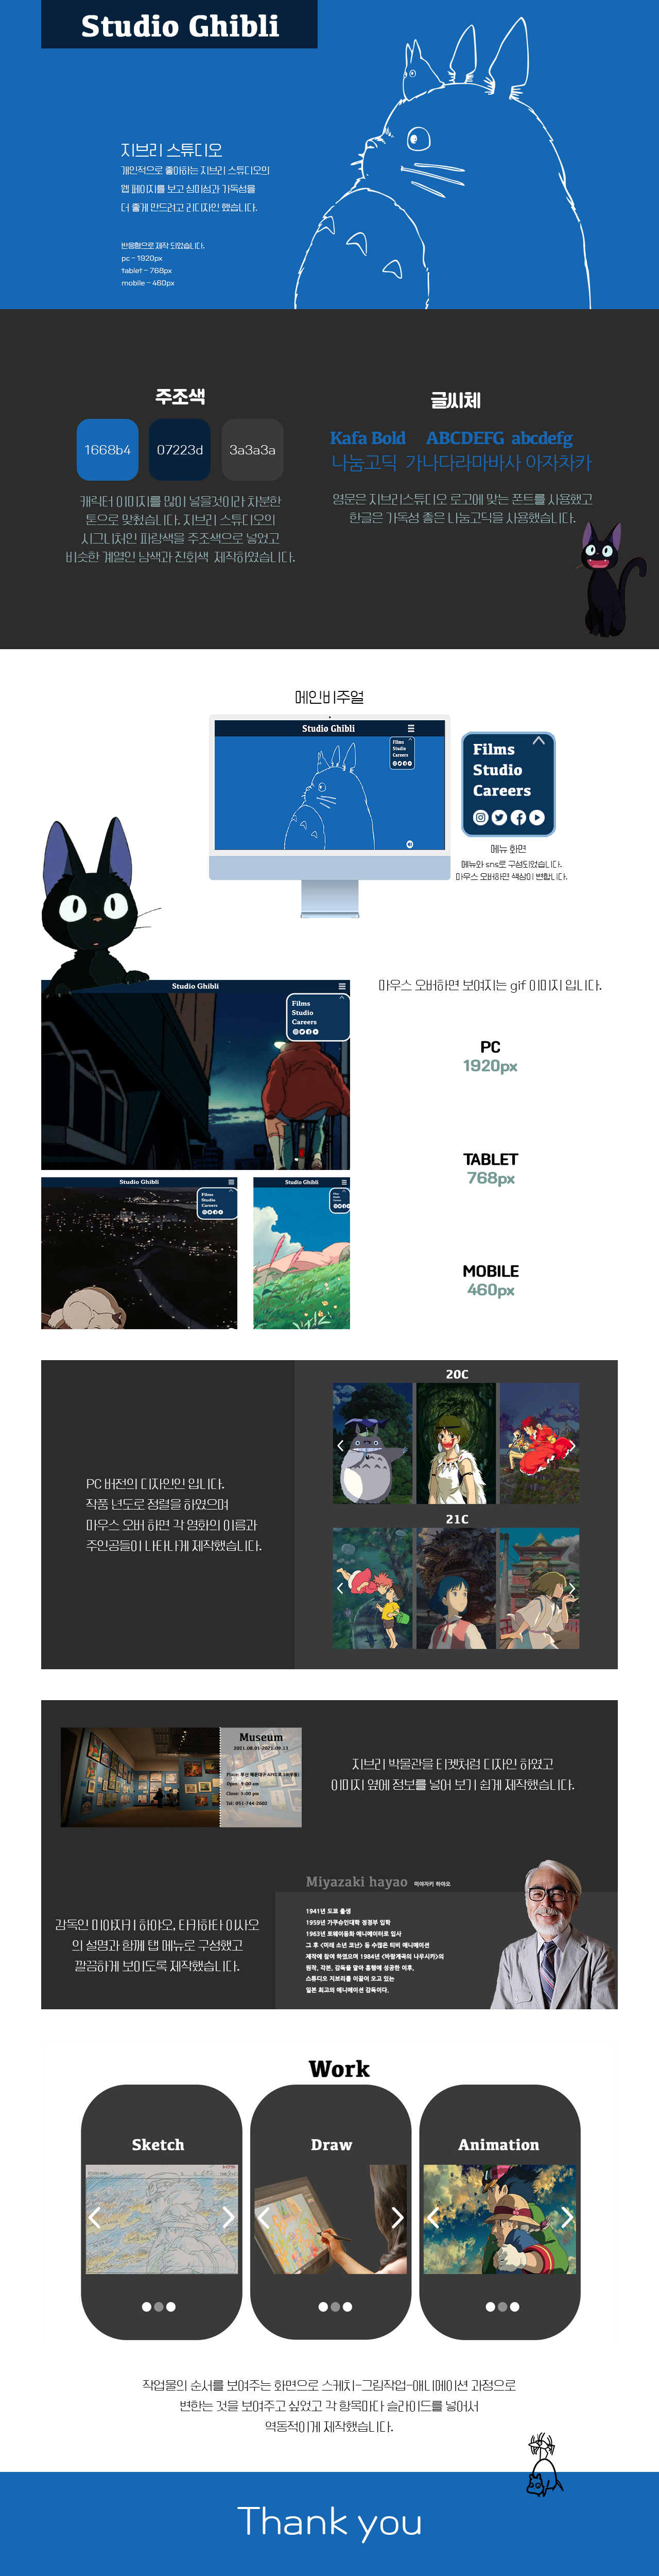 Studio Ghibli
지브리 스튜디오
개인적으로 좋아하는 지브리 스튜디오의
웹 페이지를 보고 심미성과 가독성을
더 좋게 만드려고 리디자인 했습니다.
반응형으로 제작 되었습니다.
pc - 1920px
tablet - 768px
mobile - 460px
주조색
1668b4
07223d
3a3a3a
캐릭터 이미지를 많이 넣을것이라 차분한
톤으로 맞췄습니다. 지브리 스튜디오의
시그니처인 파랑색을 주조색으로 넣었고
비슷한 계열인 남색과 진회색 제작하였습니다.
글씨체
Kafa Bold ABCDEFG abcdefg
나눔고딕 가나다라마바사 아자차카
영문은 지브리스튜디오 로고에 맞는 폰트를 사용했고
한글은 가독성 좋은 나눔고딕을 사용했습니다.
메인비주얼
Studio Ghibli
Films
Studio
Careers
Films
Studio
Careers
메뉴 화면
메뉴와 sns로 구성되었습니다.
마우스 오버하면 색상이 변합니다.
Studio Ghibli
Films
Studio
Careers
마우스 오버하면 보여지는 gif 이미지 입니다.
PC
1920px
Studio Ghibli
Films
Studio
Careers
Studio Ghibli
TABLET
768px
MOBILE
460px
PC 버전의 디자인인 입니다.
작품 년도로 정렬을 하였으며
마우스 오버 하면 각 영화의 이름과
주인공들이 나타나게 제작했습니다.
20C
21C
Museum
2021.08.01-2021.09.13
Place: 부산 해운대구
Open: 9:00 am
Close: 5:00 pm
Tel: 051-744-2602
지브리 박물관을 티켓처럼 디자인 하였고
이미지 옆에 정보를 넣어 보기 쉽게 제작했습니다.
감독인 미야자키 하야오, 타카하타 이사오
의 설명과 함께 탭 메뉴로 구성했고
깔끔하게 보이도록 제작했습니다.
Miyazaki hayao 미야자키 하야오
1941년 도쿄 출생
1959년 가쿠슈인대학 정경부 입학
1963년 토에이동화 애니메이터로 입사
그 후 <미래 소년 코난> 등 수많은 티비 애니메이션
제작에 참여 하였으며 1984년 <바람계곡의 나우시카>의
원작, 각본, 감독을 맡아 흥행에 성공한 이후,
스튜디오 지브리를 이끌어 오고 있는
일본 최고의 애니메이션 감독이다.
Work
Sketch
Draw
Animation
작업물의 순서를 보여주는 화면으로 스케치-그림작업-애니메이션 과정으로
변한는 것을 보여주고 싶었고 각 항목마다 슬라이드를 넣어서
역동적이게 제작했습니다.
Thank you